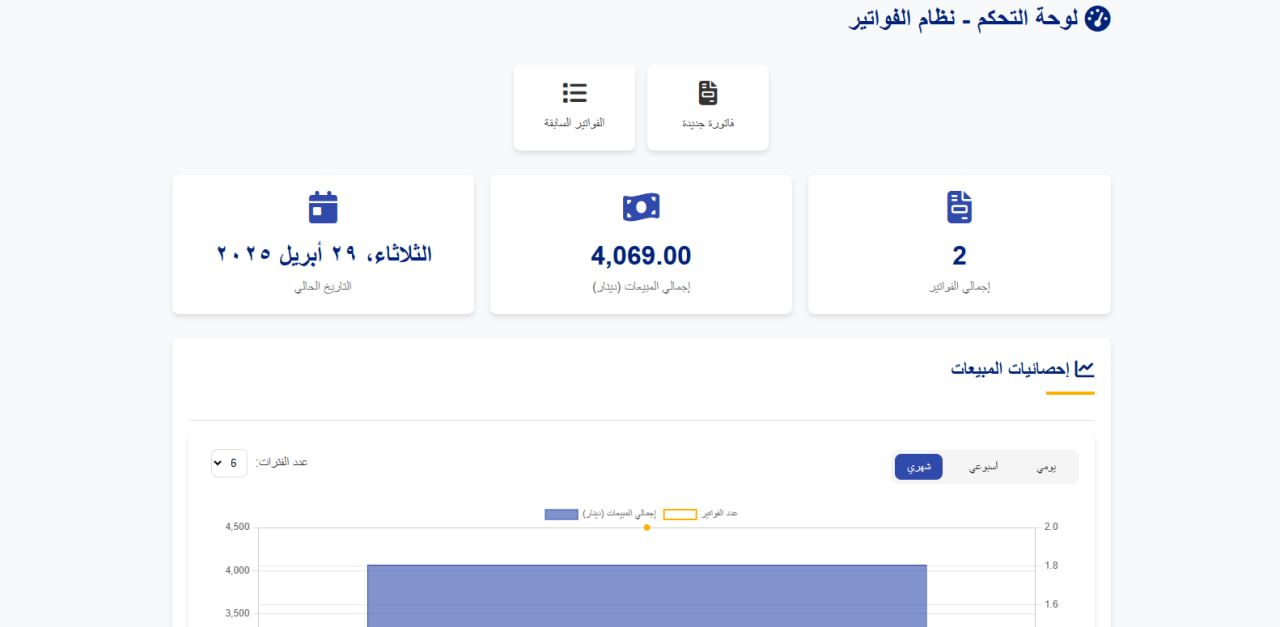 لوحة التحكم - نظام الفواتير
فاتورة جديدة
الفواتير السابقة
2
إجمالي الفواتير
4,069.00
إجمالي المبيعات (دينار)
الثلاثاء، ٢٩ أبريل ٢٠٢٥
التاريخ الحالي
إحصائيات المبيعات
يومي
أسبوعي
شهري
عدد الفترات:
6
عدد الفواتير
إجمالي المبيعات (دينار)
2.0
1.8
1.6
4,500
4,000
3,500